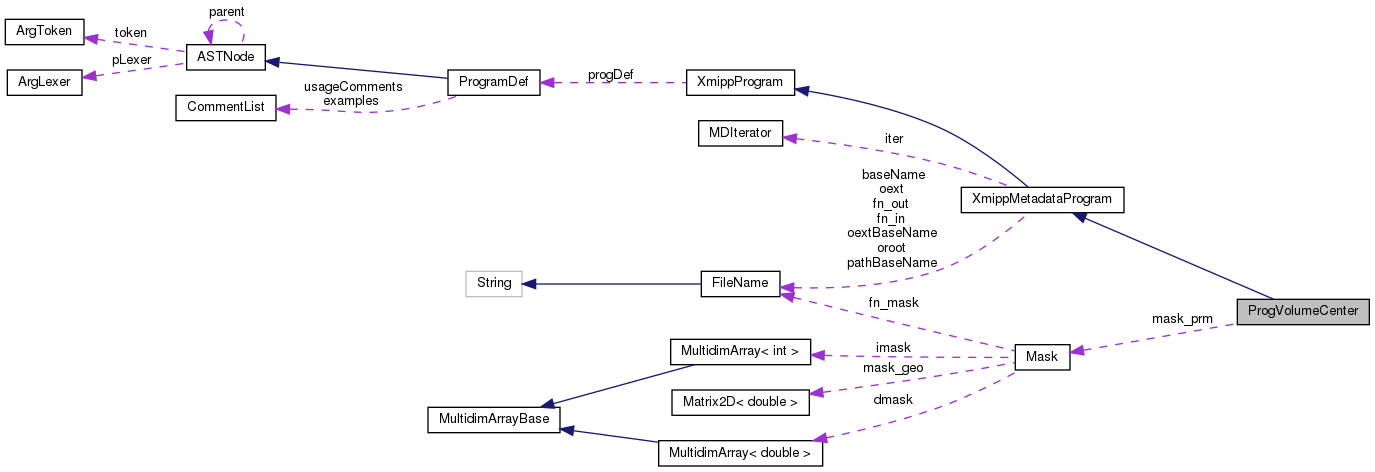 parent
ArgToken
token
ASTNode
pLexer
ArgLexer
ProgramDef
progDef
XmippProgram
usageComments
examples
CommentList
MDIterator
iter
baseName
oext
fn_out
fn_in
oextBaseName
oroot
pathBaseName
XmippMetadataProgram
String
FileName
fn_mask
ProgVolumeCenter
mask_prm
MultidimArray< int >
imask
Mask
mask_geo
Matrix2D< double >
dmask
MultidimArrayBase
MultidimArray< double >